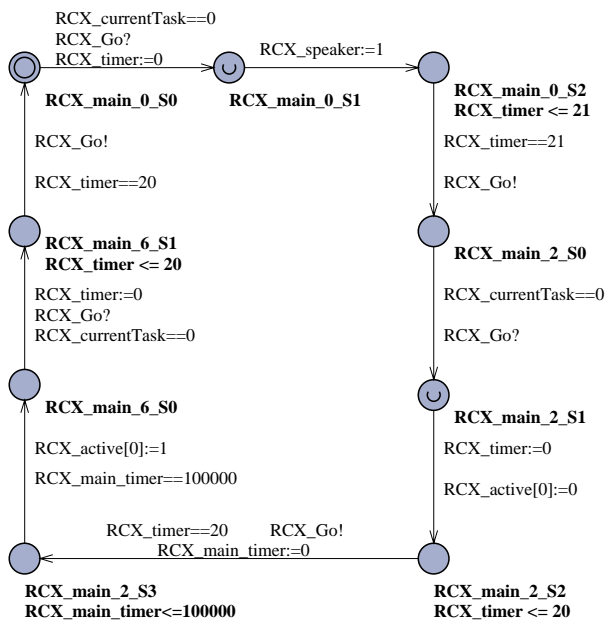 RCX_currentTask==0
RCX_Go?
RCX_timer:=0
RCX_speaker:=1
RCX_main_0_S0
RCX_main_0_S1
RCX_main_0_S2
RCX_timer <= 21
RCX_Go!
RCX_timer==20
RCX_timer==21
RCX_Go!
RCX_main_6_S1
RCX_timer <= 20
RCX_main_2_S0
RCX_timer:=0
RCX_Go?
RCX_currentTask==0
RCX_currentTask==0
RCX_Go?
RCX_main_6_S0
RCX_main_2_S1
RCX_active[0]:=1
RCX_main_timer==100000
RCX_timer:=0
RCX_active[0]:=0
RCX_timer==20 RCX_Go!
RCX_main_timer:=0
RCX_main_2_S3
RCX_main_timer<=100000
RCX_main_2_S2
RCX_timer <= 20